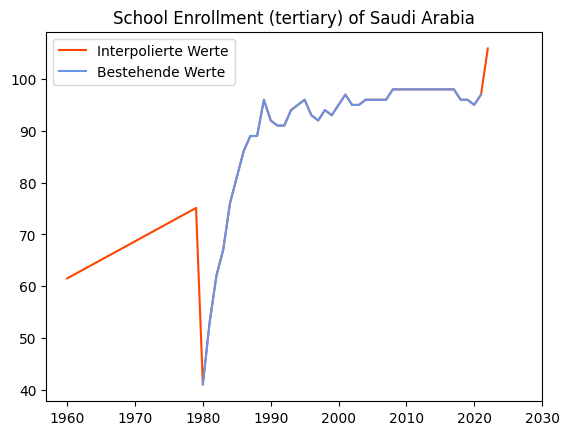 School Enrollment (tertiary) of Saudi Arabia
Interpolierte Werte
Bestehende Werte
100
90
80
70
60
50
40
1960 1970 1980 1990 2000 2010 2020 2030